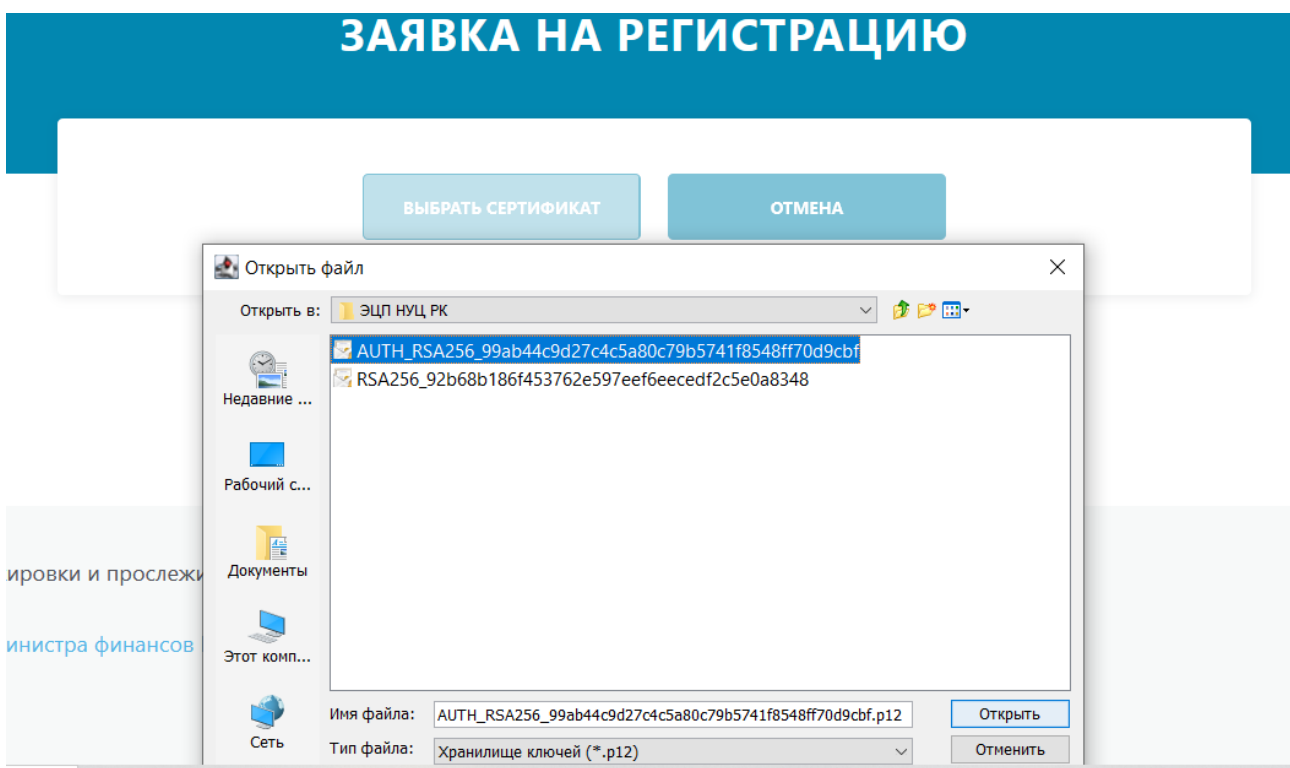 ЗАЯВКА НА РЕГИСТРАЦИЮ
ВЫБРАТЬ СЕРТИФИКАТ
ОТМЕНА
Открыть файл
Открыть в:
ЭЦП НУЦ РК
AUTH_RSA256_99ab44c9d27c4c5a80c79b5741f8548ff70d9cbf
RSA256_92b68b186f453762e597eef6eecedf2c5e0a8348
Недавние ...
Рабочий с...
Документы
Этот комп...
Сеть
ировки и прослежи
инистра финансов
Имя файла:
AUTH_RSA256_99ab44c9d27c4c5a80c79b5741f8548ff70d9cbf.p12
Открыть
Тип файла:
Хранилище ключей (*.p12)
Отменить